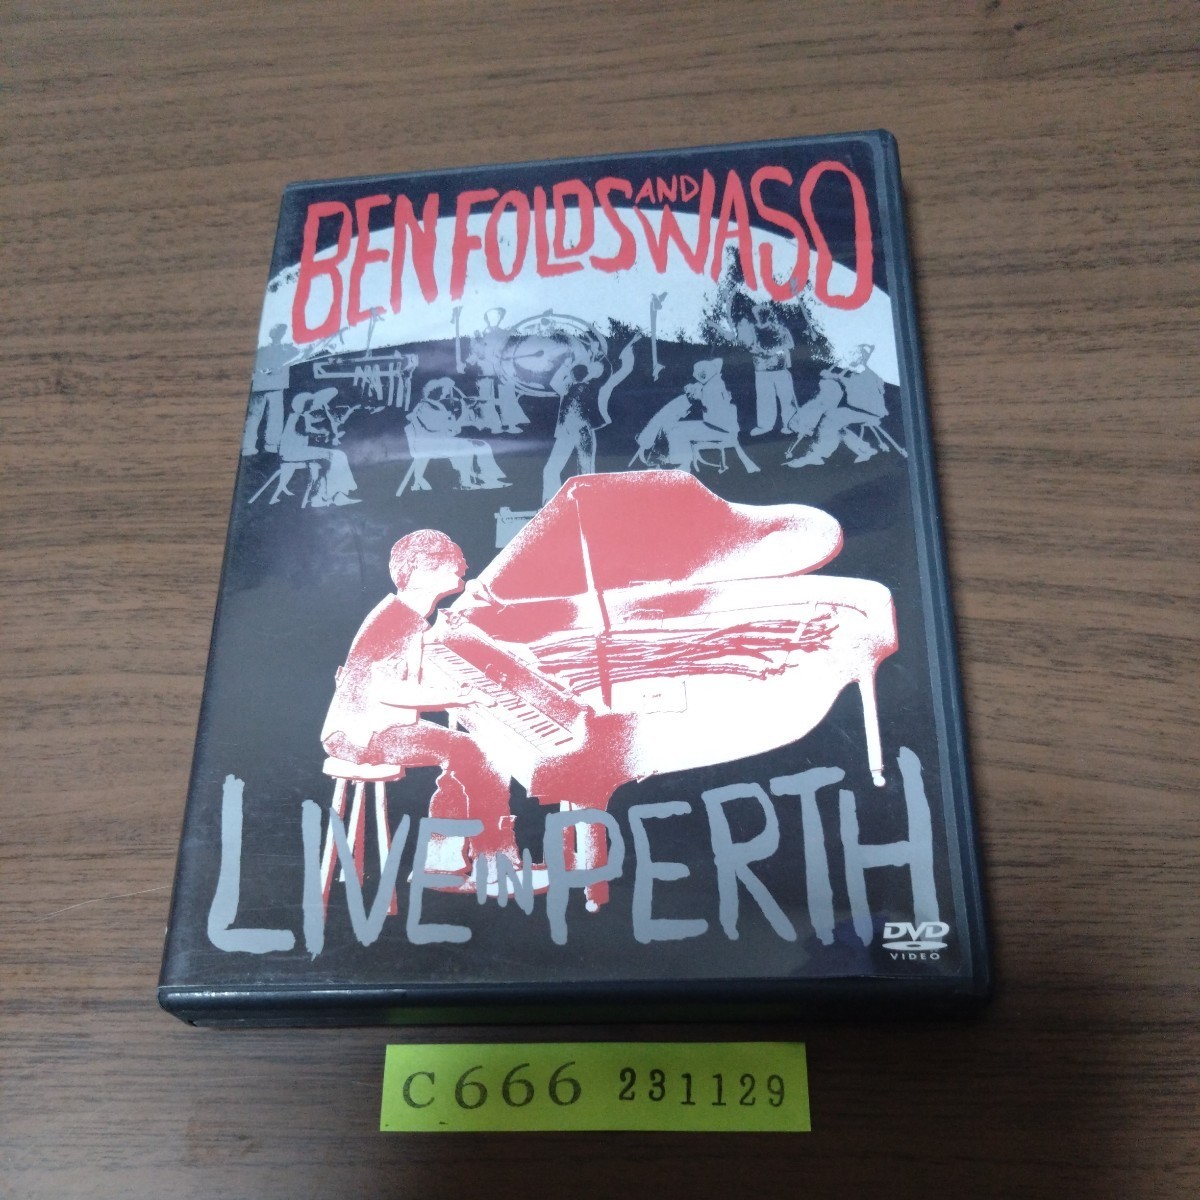 BEN FOLDS AND WASO
LIVE IN PERTH
DVD
VIDEO
C666 231129